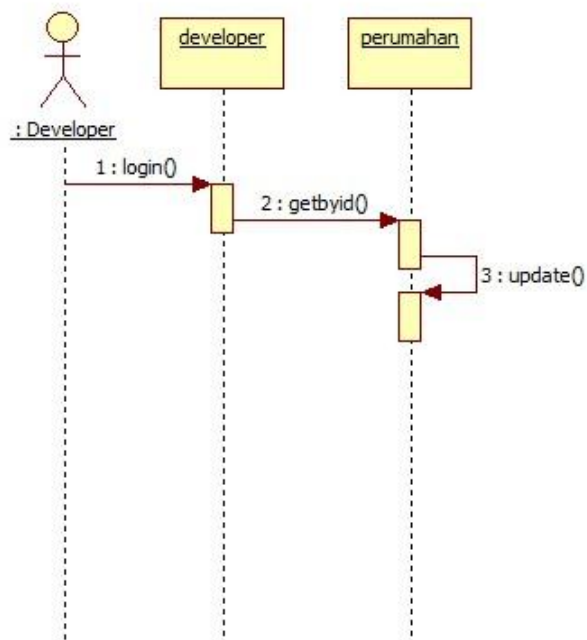 developer
perumahan
: Developer
1 : login()
2 : getbyid()
3 : update()